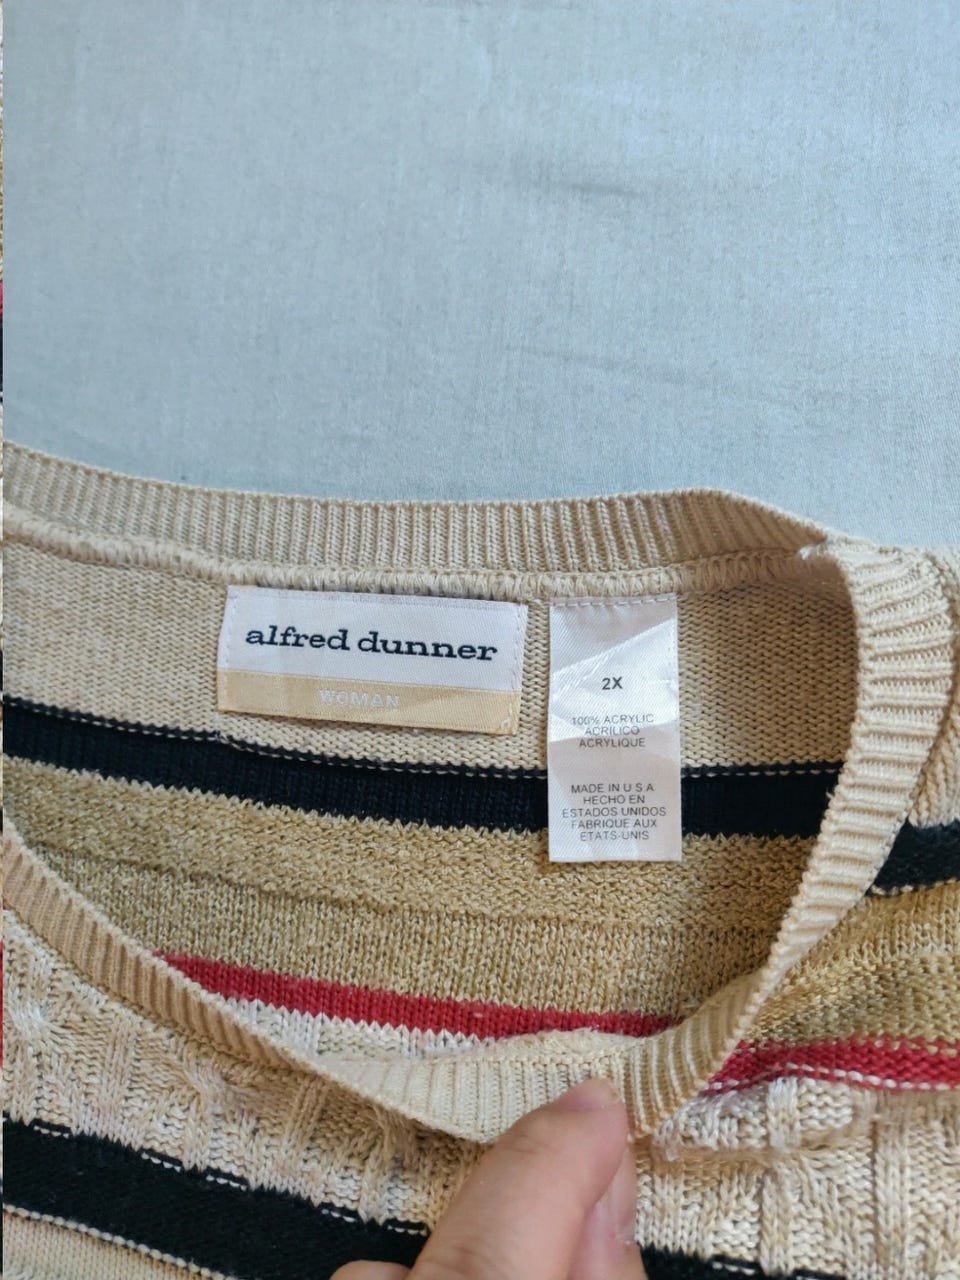 alfred dunner
WOMAN
2X
100% ACRYLIC
ACRILICO
ACRYLIQUE
MADE IN U S A
HECHO EN
ESTADOS UNIDOS
FABRIQUE AUX
ETATS-UNIS